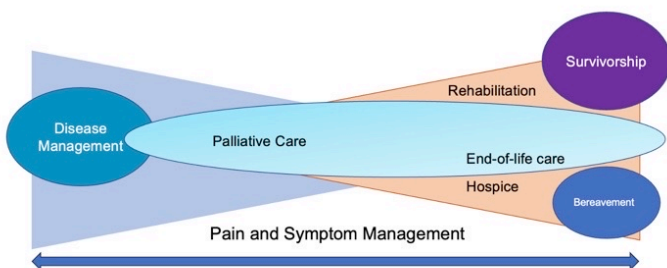 Survivorship
Rehabilitation
Disease
Management
Palliative Care
End-of-life care
Hospice
Bereavement
Pain and Symptom Management